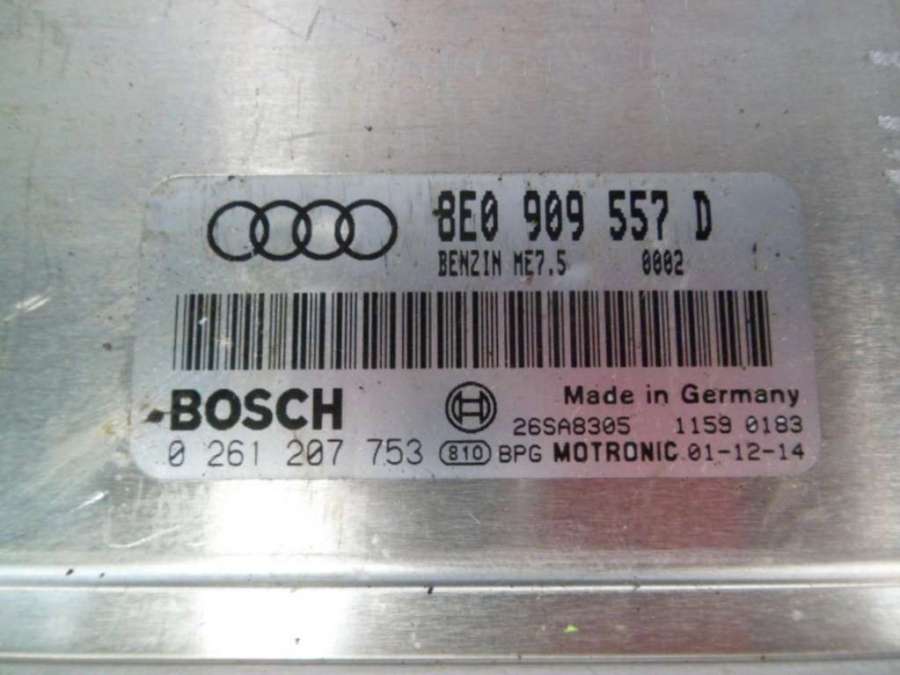 8E0 909 557 D
BENZIN ME7.5 0002
BOSCH
Made in Germany
26SA8305 1159 0183
0 261 207 753 810 BPG MOTRONIC 01-12-14